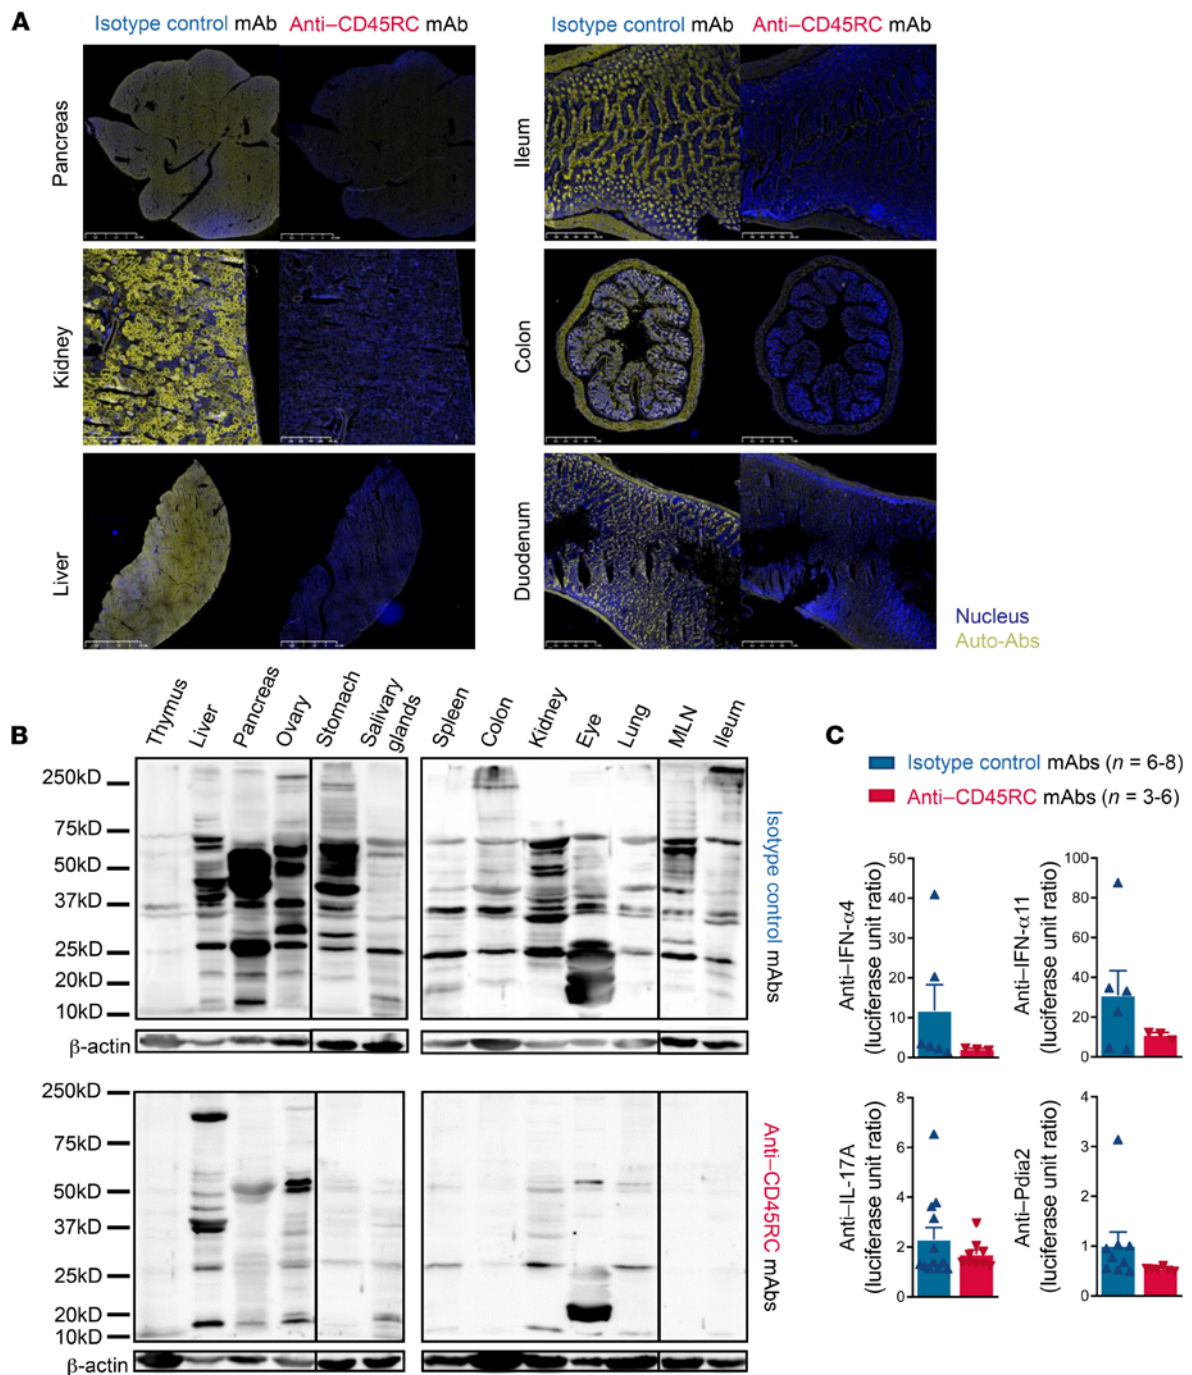 A
Isotype control mAb Anti–CD45RC mAb
Isotype control mAb Anti–CD45RC mAb
Pancreas
Ileum
Kidney
Colon
Liver
Duodenum
Nucleus
Auto-Abs
B
Thymus
Liver
Pancreas
Ovary
Stomach
Salivary
glands
Spleen
Colon
Kidney
Eye
Lung
MLN
Ileum
250kD
75kD
50kD
37kD
25kD
20kD
10kD
β-actin
Isotype control mAbs
250kD
75kD
50kD
37kD
25kD
20kD
10kD
β-actin
Anti–CD45RC mAbs
C
Isotype control mAbs (n = 6-8)
Anti–CD45RC mAbs (n = 3-6)
Anti–IFN-α4
(luciferase unit ratio)
50
40
30
20
10
0
Anti–IFN-α11
(luciferase unit ratio)
100
80
60
40
20
0
Anti–IL-17A
(luciferase unit ratio)
8
6
4
2
0
Anti–Pdia2
(luciferase unit ratio)
4
3
2
1
0